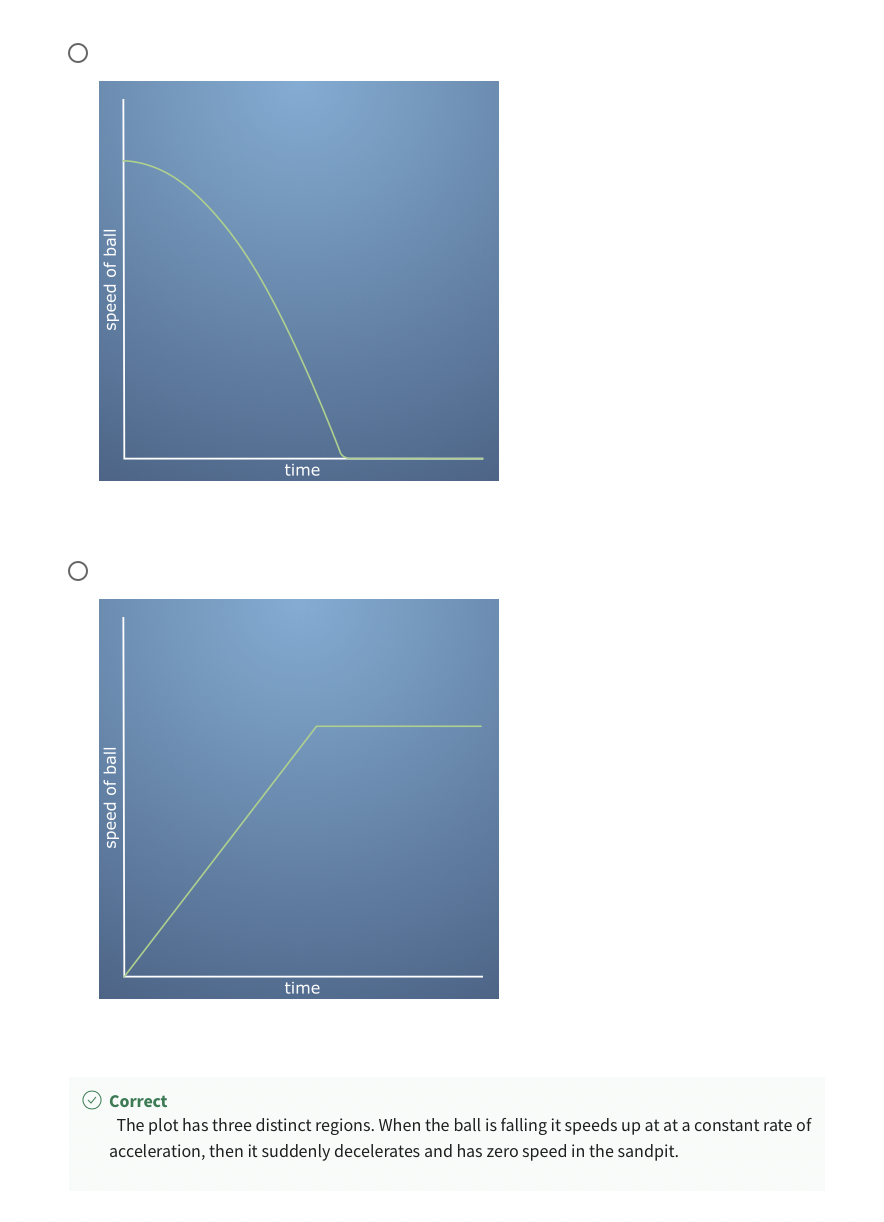 speed of ball
time
speed of ball
time
Correct
The plot has three distinct regions. When the ball is falling it speeds up at at a constant rate of
acceleration, then it suddenly decelerates and has zero speed in the sandpit.